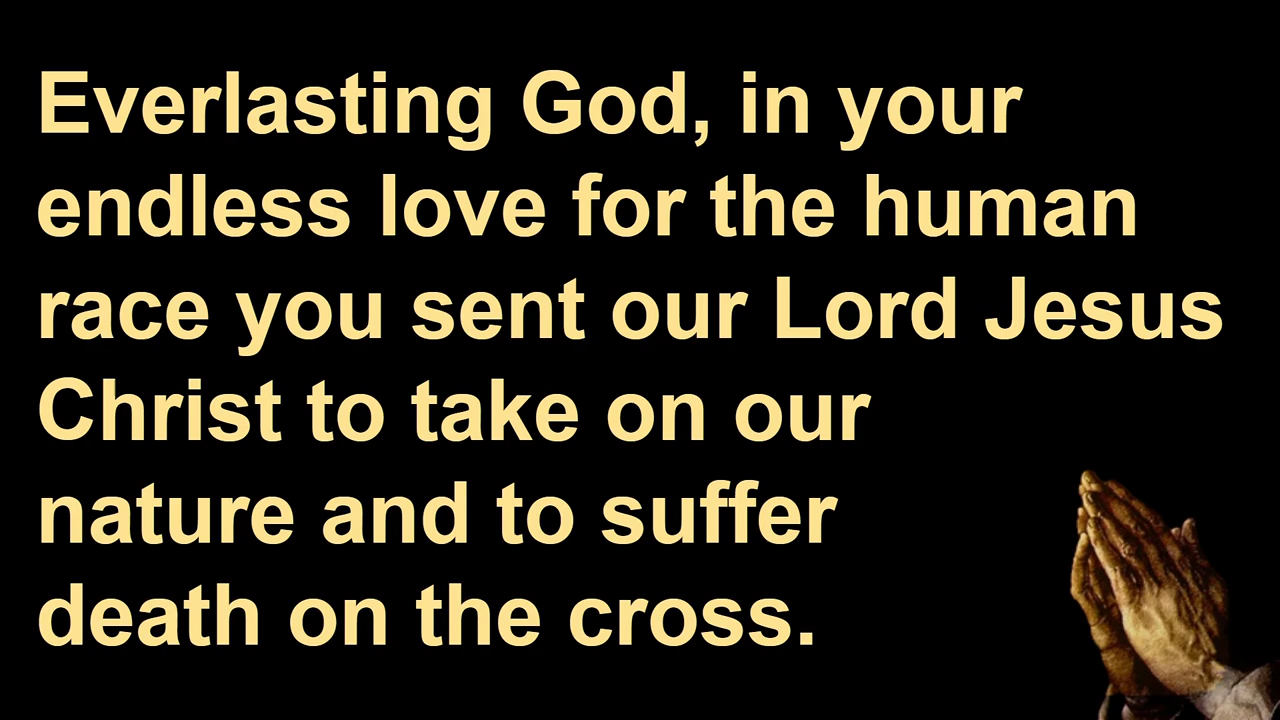 Everlasting God, in your
endless love for the human
race you sent our Lord Jesus
Christ to take on our
nature and to suffer
death on the cross.